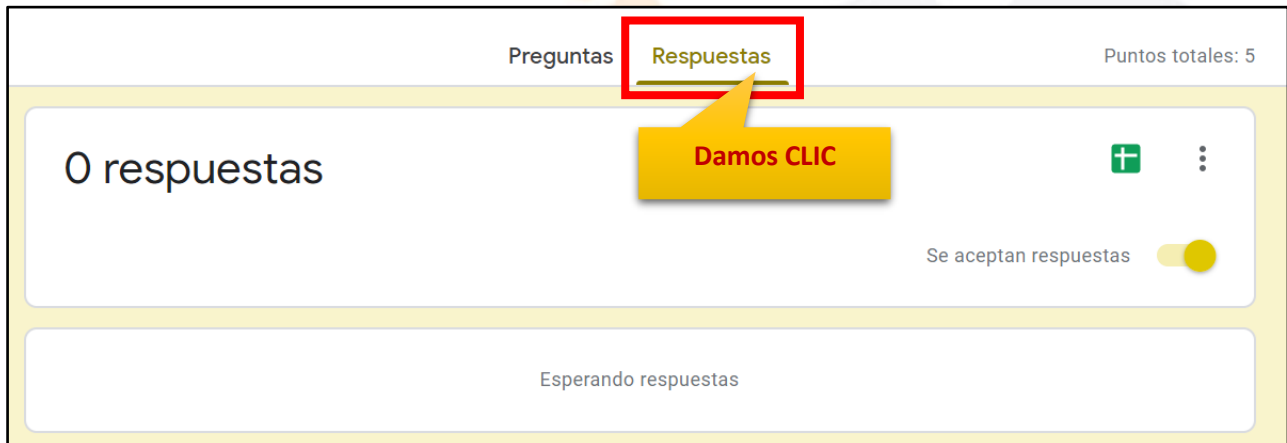 Preguntas Respuestas Puntos totales: 5
Damos CLIC
0 respuestas
Se aceptan respuestas
Esperando respuestas